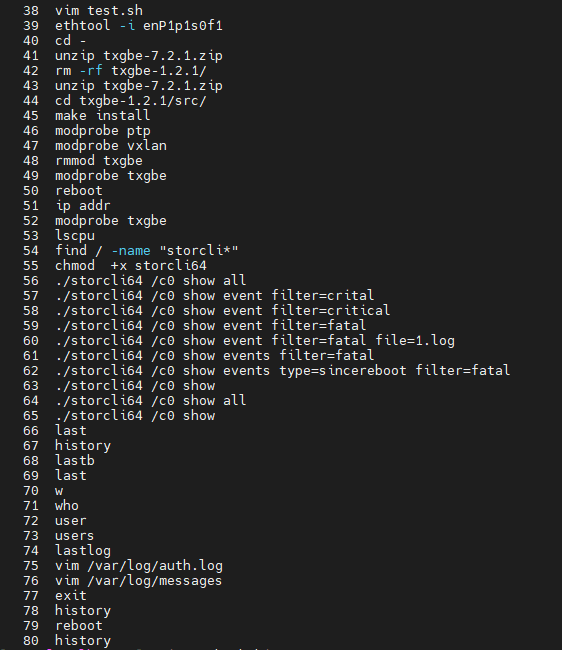 38 vim test.sh
39 ethtool -i enP1p1s0f1
40 cd -
41 unzip txgbe-7.2.1.zip
42 rm -rf txgbe-1.2.1/
43 unzip txgbe-7.2.1.zip
44 cd txgbe-1.2.1/src/
45 make install
46 modprobe ptp
47 modprobe vxlan
48 rmmod txgbe
49 modprobe txgbe
50 reboot
51 ip addr
52 modprobe txgbe
53 lscpu
54 find / -name "storcli*"
55 chmod  +x storcli64
56 ./storcli64 /c0 show all
57 ./storcli64 /c0 show event filter=crital
58 ./storcli64 /c0 show event filter=critical
59 ./storcli64 /c0 show event filter=fatal
60 ./storcli64 /c0 show event filter=fatal file=1.log
61 ./storcli64 /c0 show events filter=fatal
62 ./storcli64 /c0 show events type=sincereboot filter=fatal
63 ./storcli64 /c0 show
64 ./storcli64 /c0 show all
65 ./storcli64 /c0 show
66 last
67 history
68 lastb
69 last
70 w
71 who
72 user
73 users
74 lastlog
75 vim /var/log/auth.log
76 vim /var/log/messages
77 exit
78 history
79 reboot
80 history